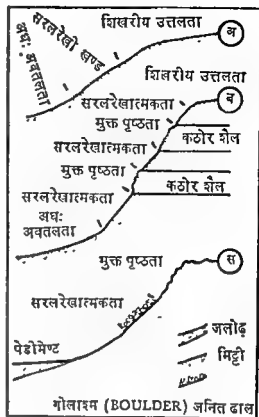 शिखरीय उत्तलता
अ
सरलरेखी खण्ड
अधः अवतलता
शिखरीय उत्तलता
ब
सरलरेखात्मकता
मुक्त पृष्ठता
कठोर शैल
सरलरेखात्मकता
मुक्त पृष्ठता
कठोर शैल
सरलरेखात्मकता
अधः
अवतलता
मुक्त पृष्ठता
स
सरलरेखात्मकता
जलोढ़
पेडीमेण्ट
मिट्टी
गोलाश्म (BOULDER) जनित ढाल